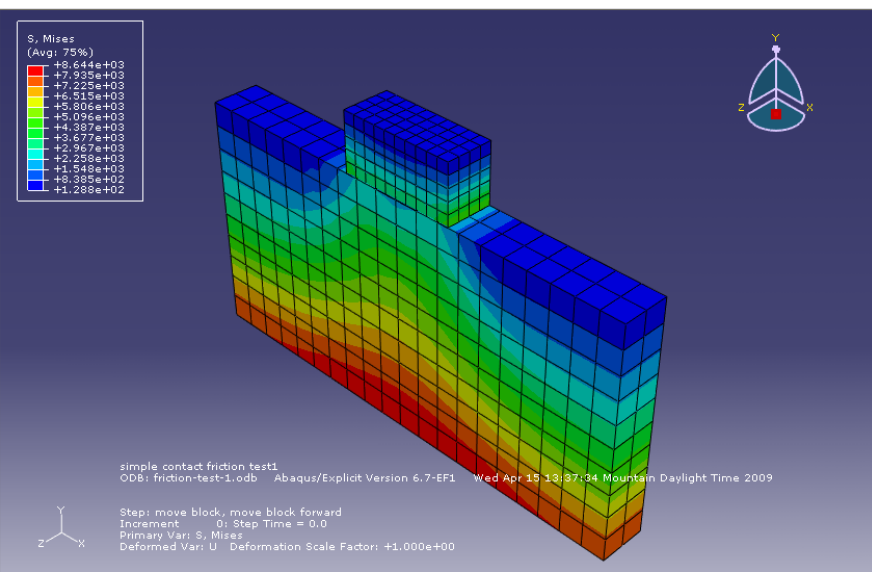 S, Mises
(Avg: 75%)
+8.644e+03
+7.935e+03
+7.225e+03
+6.515e+03
+5.806e+03
+5.096e+03
+4.387e+03
+3.677e+03
+2.967e+03
+2.258e+03
+1.548e+03
+8.385e+02
+1.288e+02
Y
Z X
simple contact friction test1
ODB: friction-test-1.odb Abaqus/Explicit Version 6.7-EF1 Wed Apr 15 13:37:34 Mountain Daylight Time 2009
Y
Z X
Step: move block, move block forward
Increment 0: Step Time = 0.0
Primary Var: S, Mises
Deformed Var: U Deformation Scale Factor: +1.000e+00